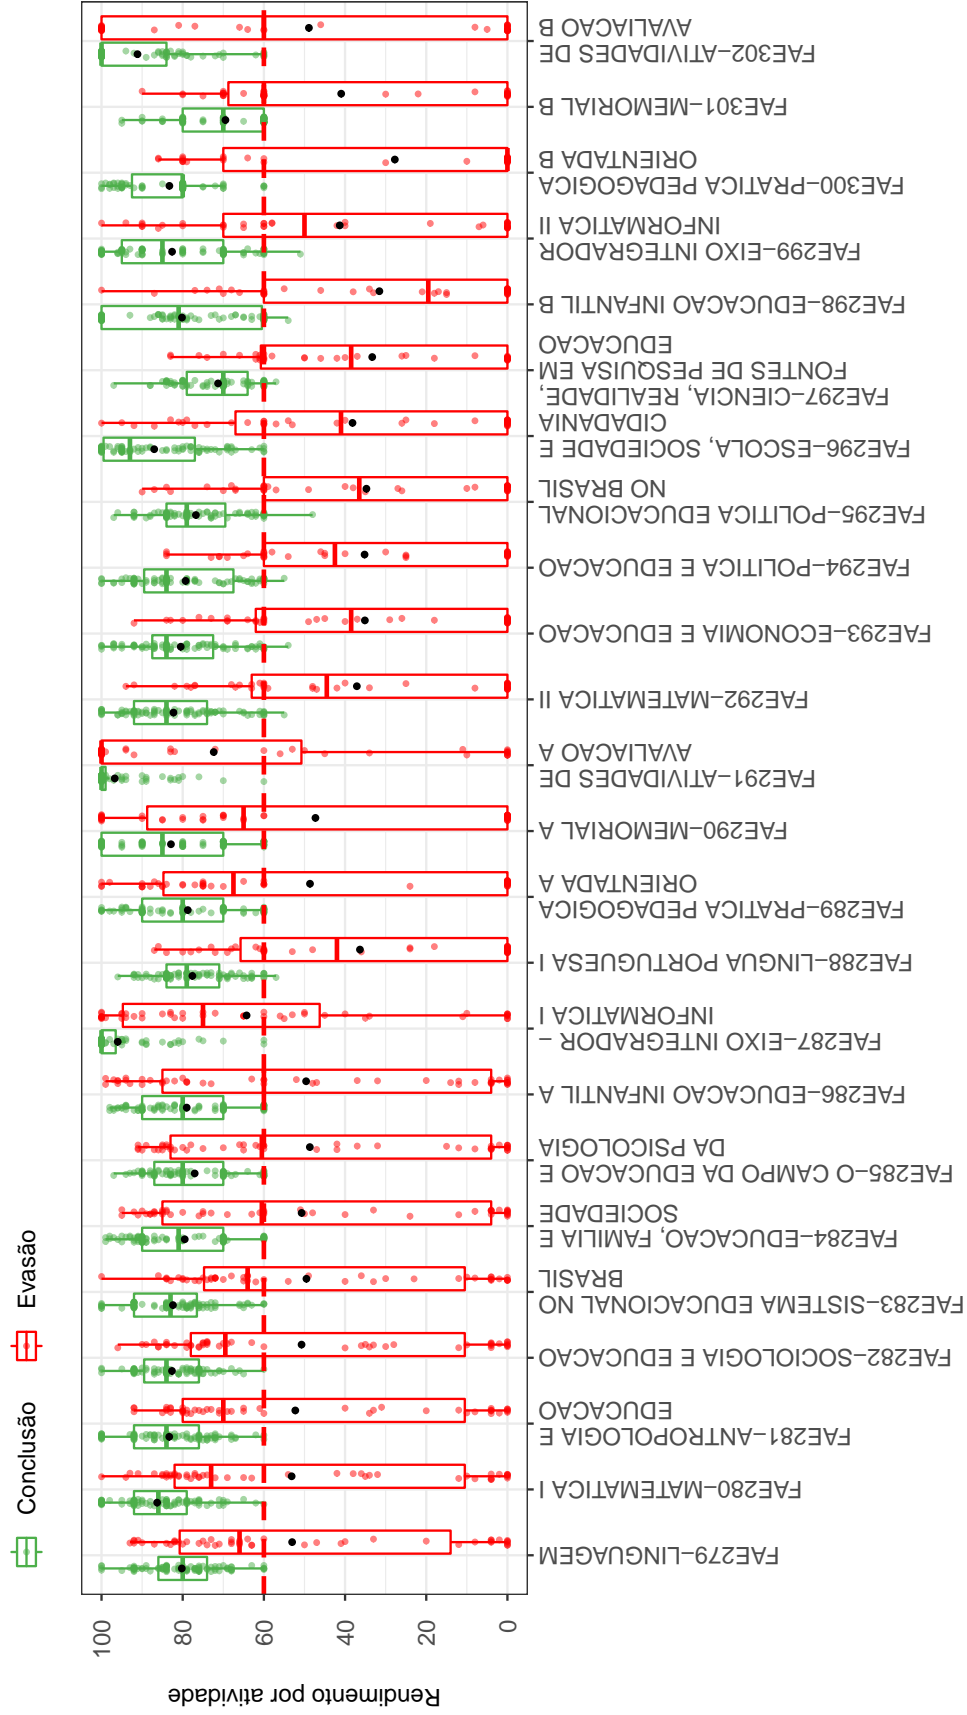 Conclusão
Evasão
Rendimento por atividade
100
80
60
40
20
0
FAE279−LINGUAGEM
FAE280−MATEMATICA I
FAE281−ANTROPOLOGIA E
EDUCACAO
FAE282−SOCIOLOGIA E EDUCACAO
FAE283−SISTEMA EDUCACIONAL NO
BRASIL
FAE284−EDUCACAO, FAMILIA E
SOCIEDADE
FAE285−O CAMPO DA EDUCACAO E
DA PSICOLOGIA
FAE286−EDUCACAO INFANTIL A
FAE287−EIXO INTEGRADOR −
INFORMATICA I
FAE288−LINGUA PORTUGUESA I
FAE289−PRATICA PEDAGOGICA
ORIENTADA A
FAE290−MEMORIAL A
FAE291−ATIVIDADES DE
AVALIACAO A
FAE292−MATEMATICA II
FAE293−ECONOMIA E EDUCACAO
FAE294−POLITICA E EDUCACAO
FAE295−POLITICA EDUCACIONAL
NO BRASIL
FAE296−ESCOLA, SOCIEDADE E
CIDADANIA
FAE297−CIENCIA, REALIDADE,
FONTES DE PESQUISA EM
EDUCACAO
FAE298−EDUCACAO INFANTIL B
FAE299−EIXO INTEGRADOR
INFORMATICA II
FAE300−PRATICA PEDAGOGICA
ORIENTADA B
FAE301−MEMORIAL B
FAE302−ATIVIDADES DE
AVALIACAO B